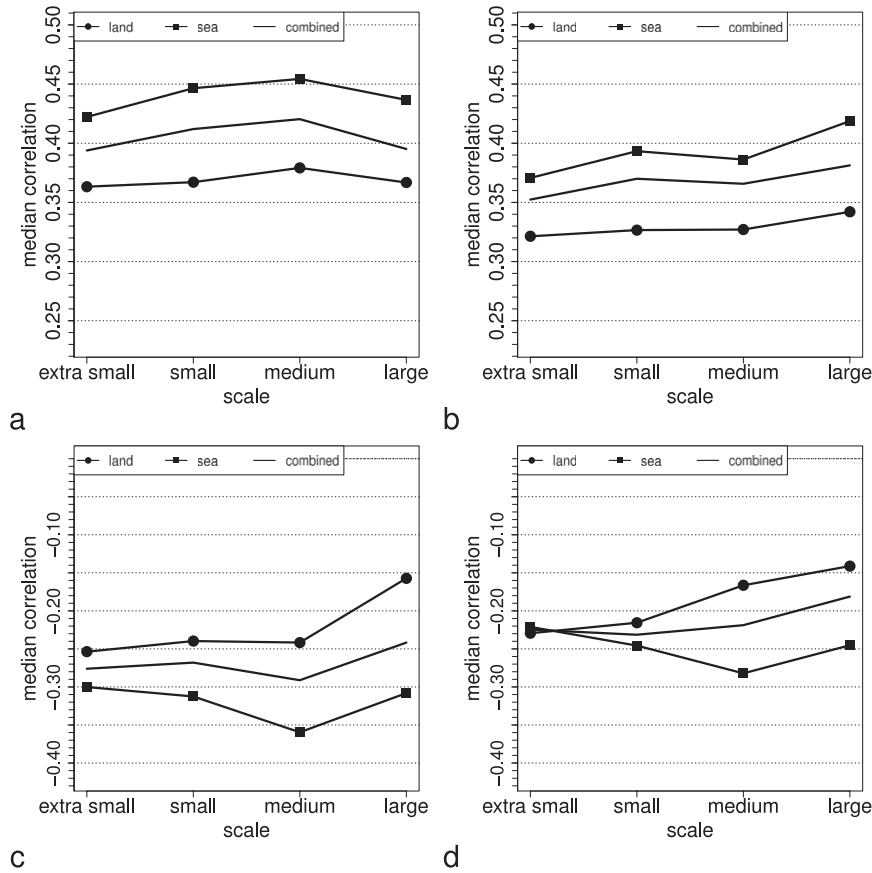 land sea combined
0.50
0.45
0.40
0.35
0.30
0.25
median correlation
extra small small medium large
scale
a
land sea combined
0.50
0.45
0.40
0.35
0.30
0.25
median correlation
extra small small medium large
scale
b
land sea combined
−0.10
−0.20
−0.30
−0.40
median correlation
extra small small medium large
scale
c
land sea combined
−0.10
−0.20
−0.30
−0.40
median correlation
extra small small medium large
scale
d